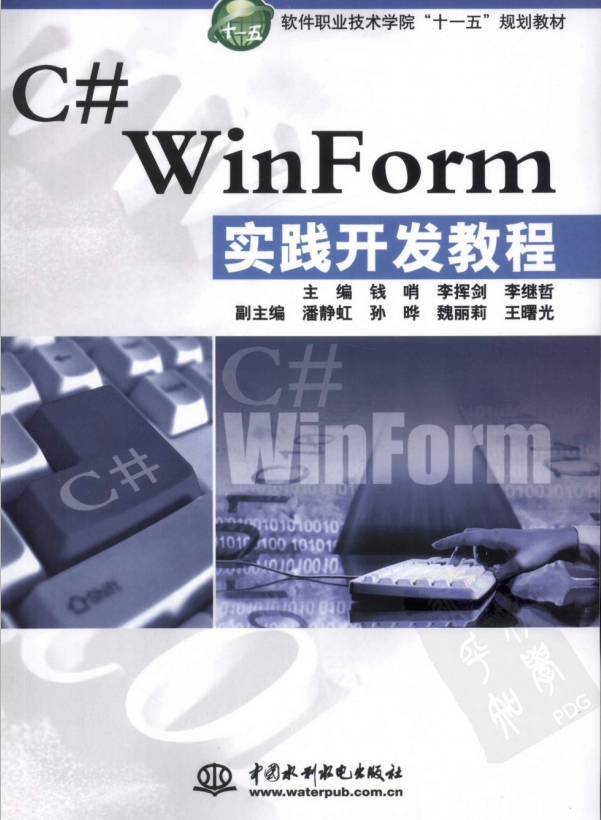 十一五
软件职业技术学院“十一五”规划教材
C#
WinForm
实践开发教程
主 编 钱 哨 李挥剑 李继哲
副主编 潘静虹 孙 晔 魏丽莉 王曙光
C#
WinForm
C#
Shift
PDG
中国水利水电出版社
www.waterpub.com.cn